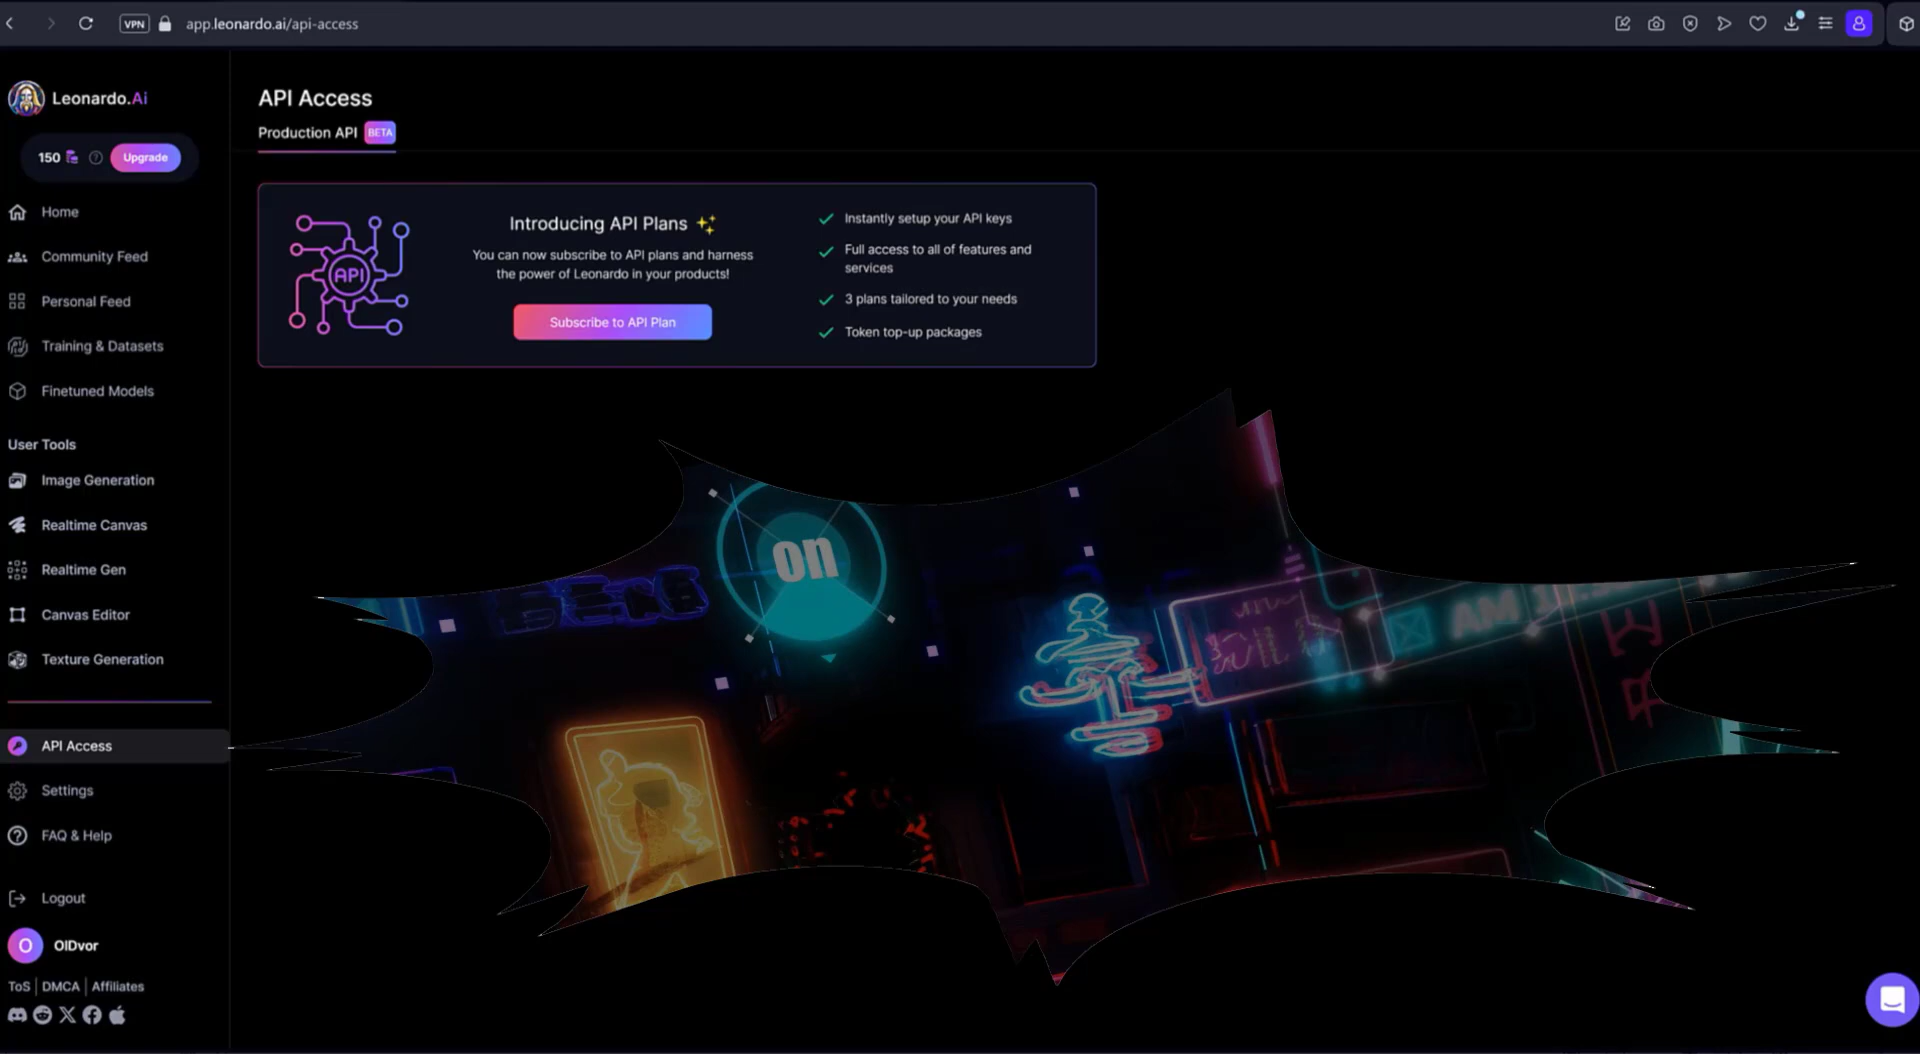 VPN
app.leonardo.ai/api-access
Leonardo.Ai
150
Upgrade
Home
Community Feed
Personal Feed
Training & Datasets
Finetuned Models
User Tools
Image Generation
Realtime Canvas
Realtime Gen
Canvas Editor
Texture Generation
API Access
Settings
FAQ & Help
Logout
O
OlDvor
ToS | DMCA | Affiliates
API Access
Production API BETA
API
Introducing API Plans
You can now subscribe to API plans and harness
the power of Leonardo in your products!
Subscribe to API Plan
Instantly setup your API keys
Full access to all of features and
services
3 plans tailored to your needs
Token top-up packages
on
AM